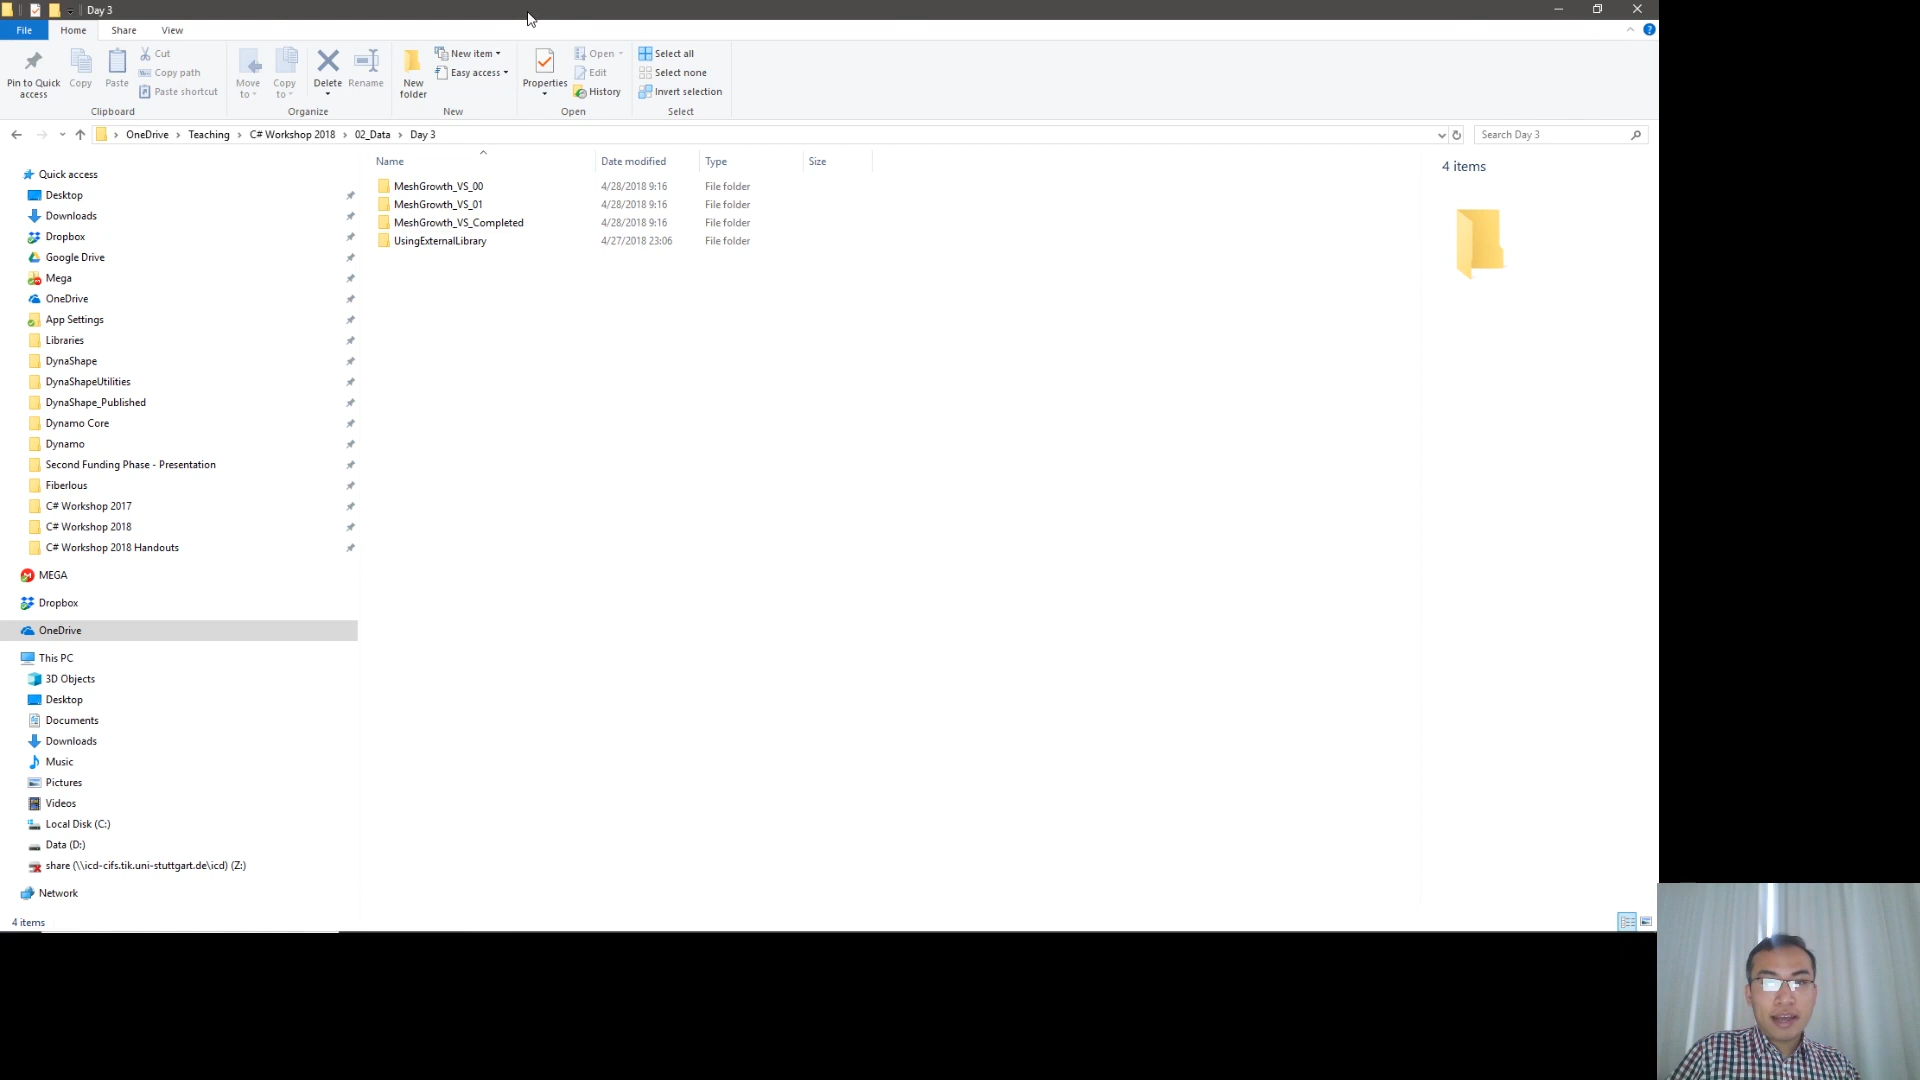 Day 3
File Home Share View
Pin to Quick access
Copy
Paste
Cut
Copy path
Paste shortcut
Clipboard
Move to
Copy to
Delete
Rename
Organize
New folder
New item
Easy access
New
Properties
Open
Edit
History
Open
Select all
Select none
Invert selection
Select
OneDrive > Teaching > C# Workshop 2018 > 02_Data > Day 3
Search Day 3
Quick access
Desktop
Downloads
Dropbox
Google Drive
Mega
OneDrive
App Settings
Libraries
DynaShape
DynaShapeUtilities
DynaShape_Published
Dynamo Core
Dynamo
Second Funding Phase - Presentation
Fiberlous
C# Workshop 2017
C# Workshop 2018
C# Workshop 2018 Handouts
MEGA
Dropbox
OneDrive
This PC
3D Objects
Desktop
Documents
Downloads
Music
Pictures
Videos
Local Disk (C:)
Data (D:)
share (\\icd-cifs.tik.uni-stuttgart.de\icd) (Z:)
Network
4 items
Name Date modified Type Size
MeshGrowth_VS_00 4/28/2018 9:16 File folder
MeshGrowth_VS_01 4/28/2018 9:16 File folder
MeshGrowth_VS_Completed 4/28/2018 9:16 File folder
UsingExternalLibrary 4/27/2018 23:06 File folder
4 items